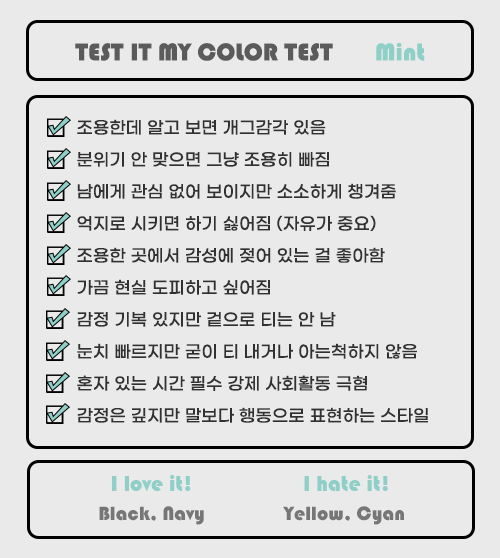 TEST IT MY COLOR TEST Mint
조용한데 알고 보면 개그감각 있음
분위기 안 맞으면 그냥 조용히 빠짐
남에게 관심 없어 보이지만 소소하게 챙겨줌
억지로 시키면 하기 싫어짐 (자유가 중요)
조용한 곳에서 감성에 젖어 있는 걸 좋아함
가끔 현실 도피하고 싶어짐
감정 기복 있지만 겉으로 티는 안 남
눈치 빠르지만 굳이 티 내거나 아는척하지 않음
혼자 있는 시간 필수 강제 사회활동 극혐
감정은 깊지만 말보다 행동으로 표현하는 스타일
I love it! I hate it!
Black, Navy Yellow, Cyan